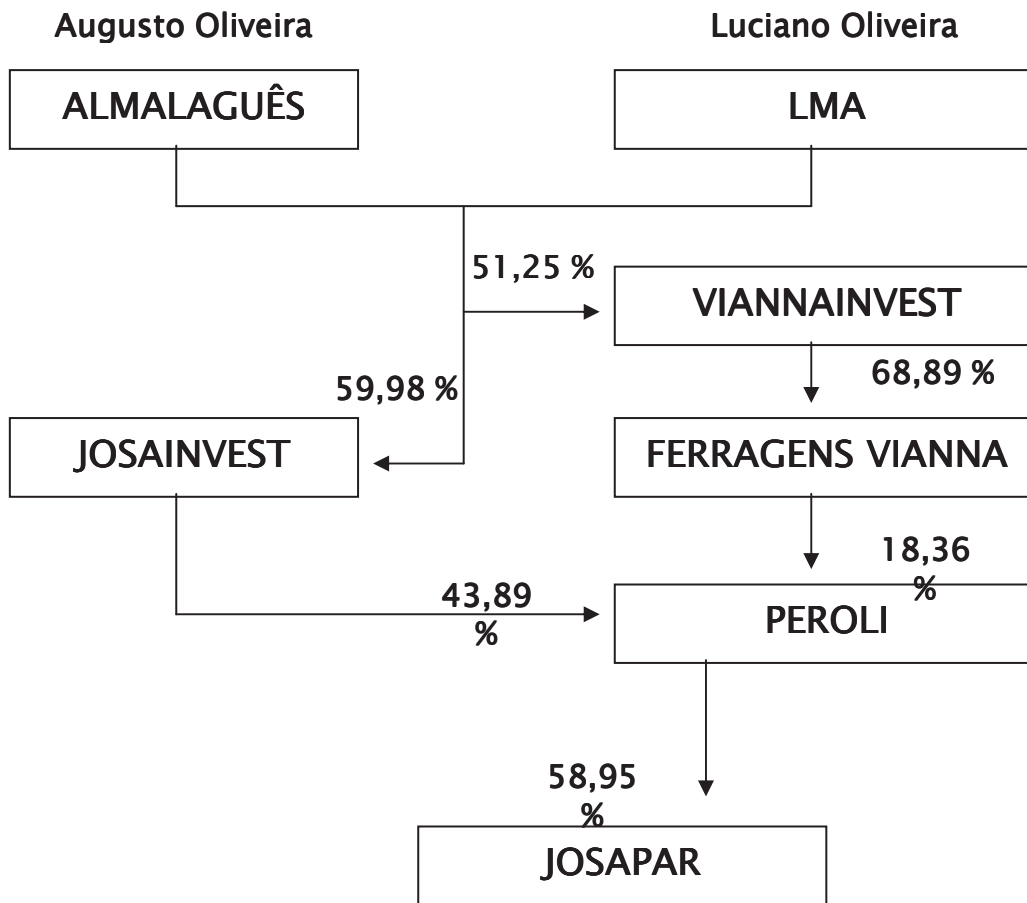 Augusto Oliveira
Luciano Oliveira
ALMALAGUÊS
LMA
51,25 %
VIANNAINVEST
59,98 %
68,89 %
JOSAINVEST
FERRAGENS VIANNA
18,36
%
43,89
%
PEROLI
58,95
%
JOSAPAR